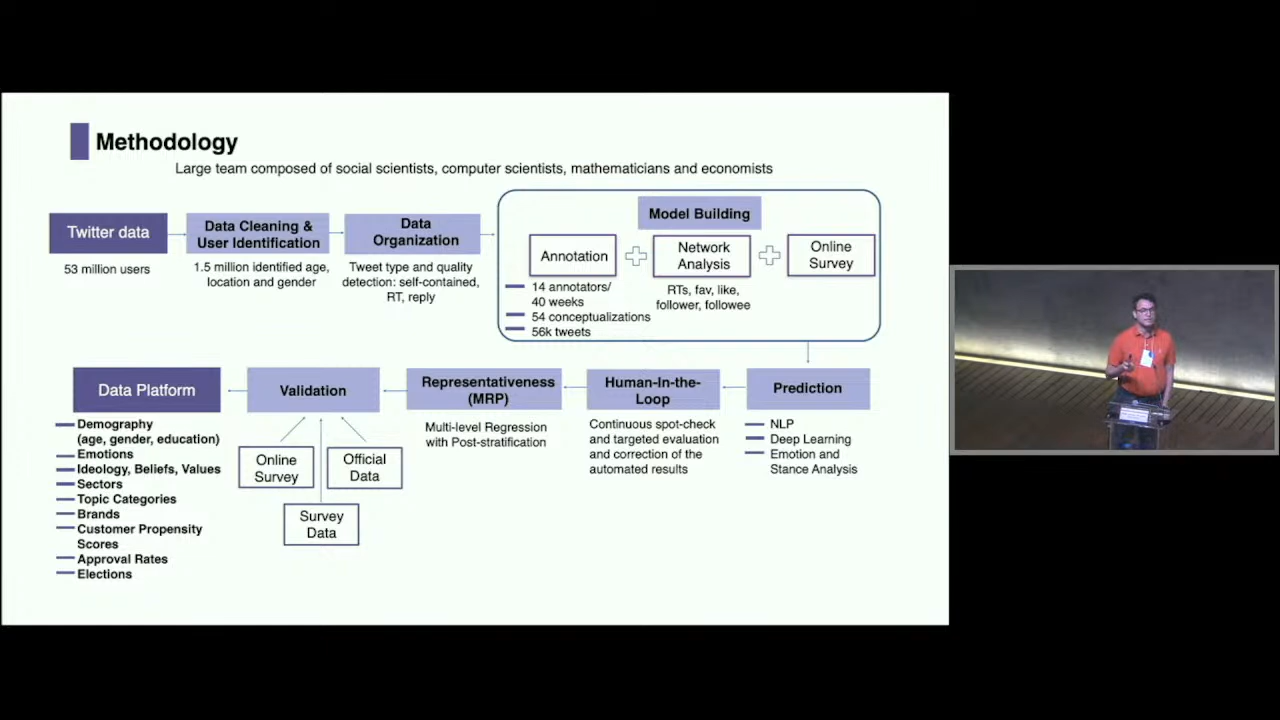 Methodology
Large team composed of social scientists, computer scientists, mathematicians and economists
Twitter data
53 million users
Data Cleaning &
User Identification
1.5 million identified age,
location and gender
Data
Organization
Tweet type and quality
detection: self-contained,
RT, reply
Model Building
Annotation
14 annotators/
40 weeks
54 conceptualizations
56k tweets
Network
Analysis
RTs, fav, like,
follower, followee
Online
Survey
Prediction
NLP
Deep Learning
Emotion and
Stance Analysis
Human-In-the-
Loop
Continuous spot-check
and targeted evaluation
and correction of the
automated results
Representativeness
(MRP)
Multi-level Regression
with Post-stratification
Validation
Online
Survey
Official
Data
Survey
Data
Data Platform
Demography
(age, gender, education)
Emotions
Ideology, Beliefs, Values
Sectors
Topic Categories
Brands
Customer Propensity
Scores
Approval Rates
Elections